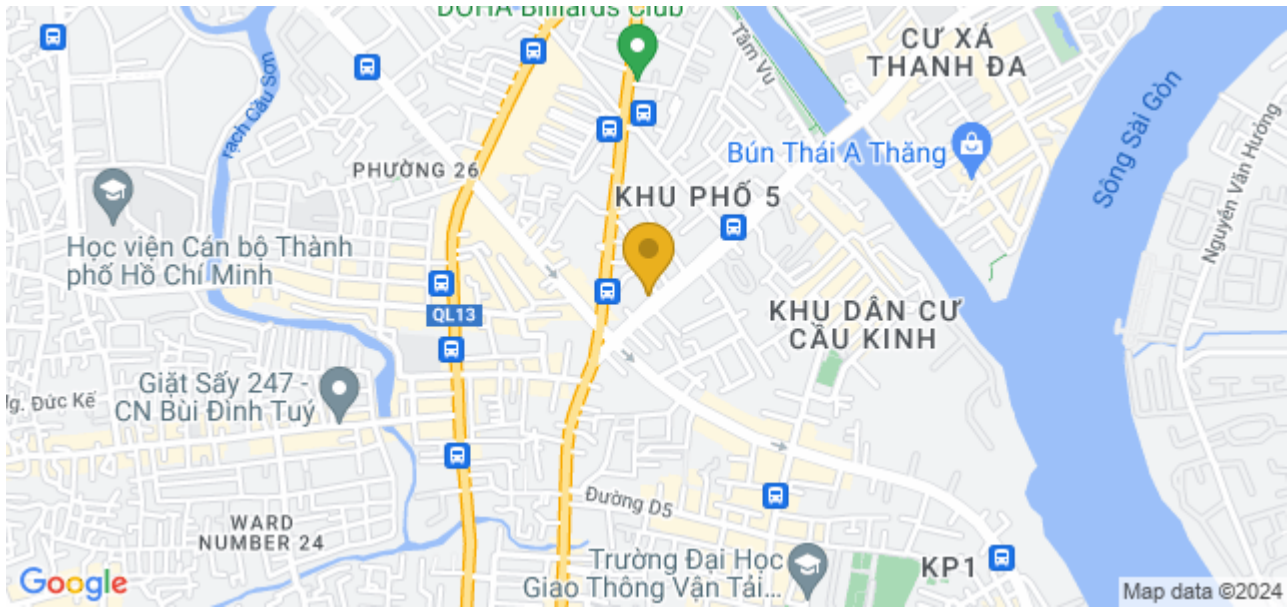 DOHA Billiards Club
Tầm Vu
CƯ XÁ
THANH ĐA
rạch Cầu Sơn
Sông Sài Gòn
Nguyễn Văn Hưởng
Bún Thái A Thăng
PHƯỜNG 26
KHU PHỐ 5
Học viện Cán bộ Thành
phố Hồ Chí Minh
QL13
KHU DÂN CƯ
CẦU KINH
Giặt Sấy 247 -
CN Bùi Đình Tuý
g. Đức Kế
Đường D5
WARD
NUMBER 24
Trường Đại Học
Giao Thông Vận Tải...
KP1
Google
Map data ©2024